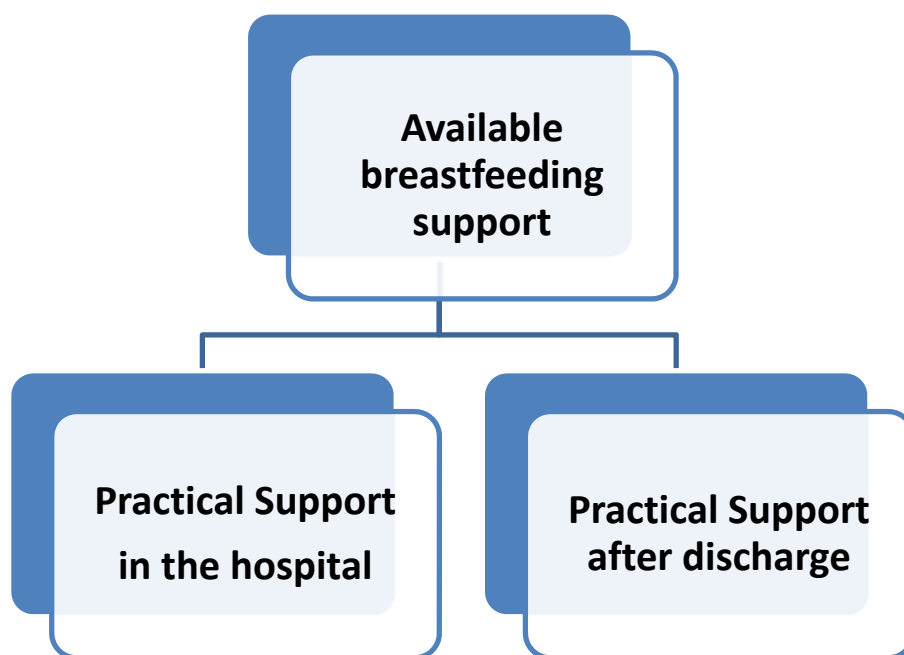 Available
breastfeeding
support
Practical Support
in the hospital
Practical Support
after discharge